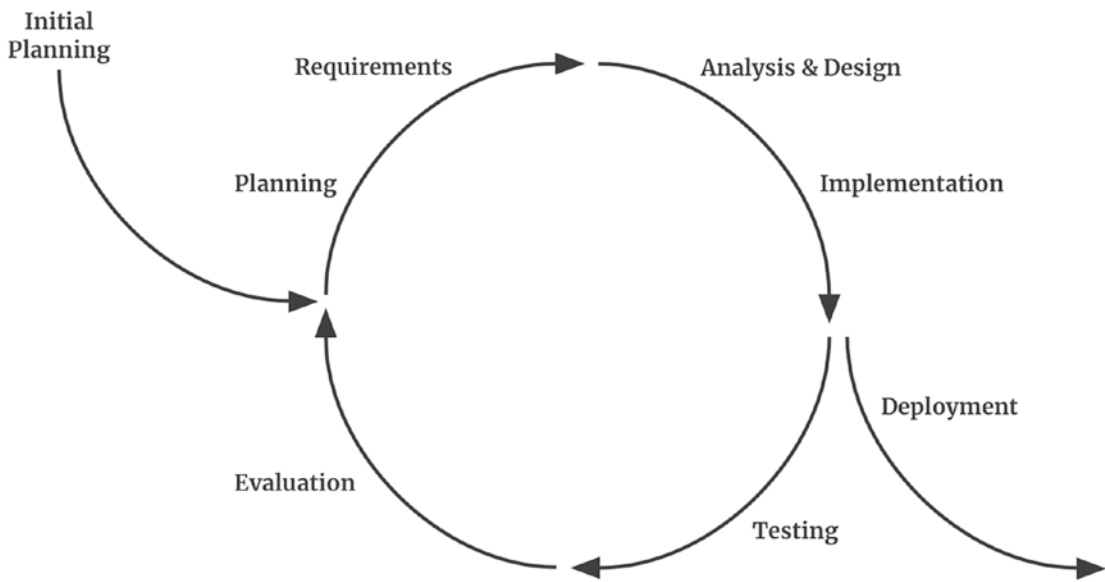 Initial
Planning
Requirements
Analysis & Design
Planning
Implementation
Deployment
Evaluation
Testing